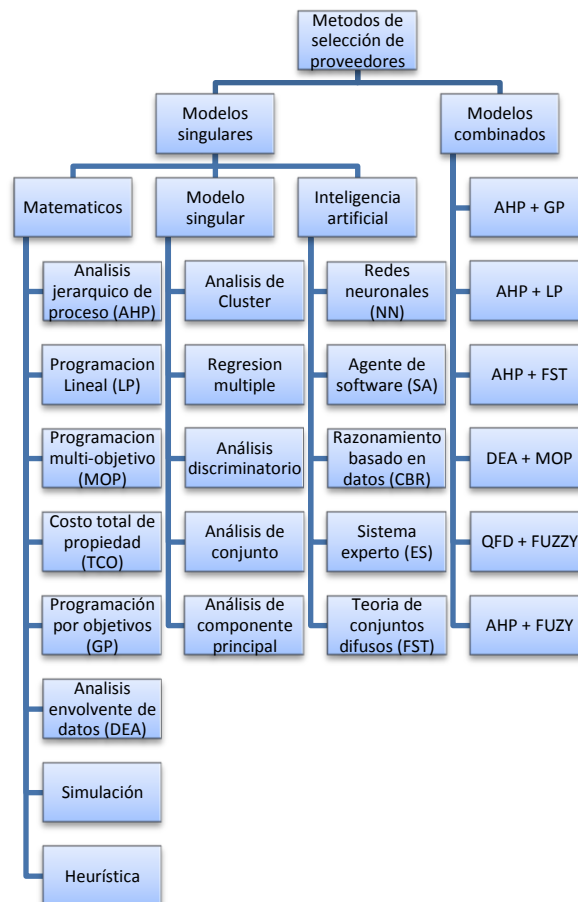 Metodos de
selección de
proveedores
Modelos
singulares
Modelos
combinados
Matematicos
Modelo
singular
Inteligencia
artificial
Analisis
jerarquico de
proceso (AHP)
Programacion
Lineal (LP)
Programacion
multi-objetivo
(MOP)
Costo total de
propiedad
(TCO)
Programación
por objetivos
(GP)
Analisis
envolvente de
datos (DEA)
Simulación
Heurística
Analisis de
Cluster
Regresion
multiple
Análisis
discriminatorio
Análisis de
conjunto
Análisis de
componente
principal
Redes
neuronales
(NN)
Agente de
software (SA)
Razonamiento
basado en
datos (CBR)
Sistema
experto (ES)
Teoria de
conjuntos
difusos (FST)
AHP + GP
AHP + LP
AHP + FST
DEA + MOP
QFD + FUZZY
AHP + FUZY